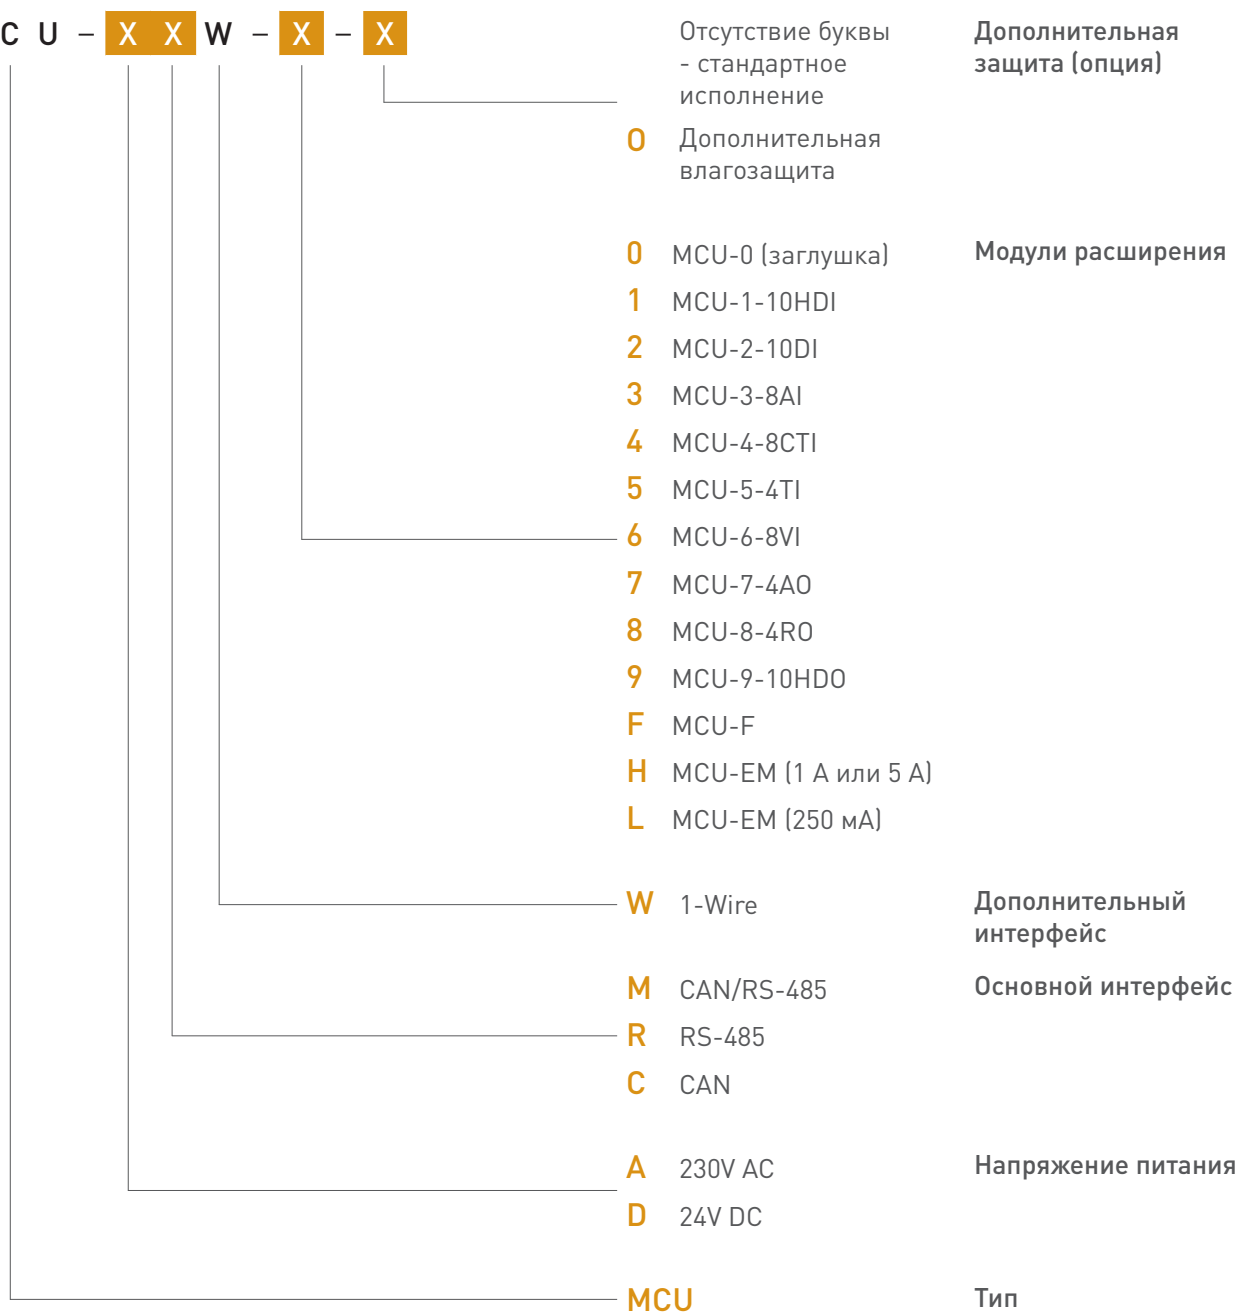 C U – X X W – X – X
Отсутствие буквы
- стандартное
исполнение
Дополнительная
защита (опция)
O Дополнительная
влагозащита
0 MCU-0 (заглушка) Модули расширения
1 MCU-1-10HDI
2 MCU-2-10DI
3 MCU-3-8AI
4 MCU-4-8CTI
5 MCU-5-4TI
6 MCU-6-8VI
7 MCU-7-4AO
8 MCU-8-4RO
9 MCU-9-10HDO
F MCU-F
H MCU-EM (1 А или 5 А)
L MCU-EM (250 мА)
W 1-Wire Дополнительный
интерфейс
M CAN/RS-485 Основной интерфейс
R RS-485
C CAN
A 230V AC Напряжение питания
D 24V DC
MCU Тип